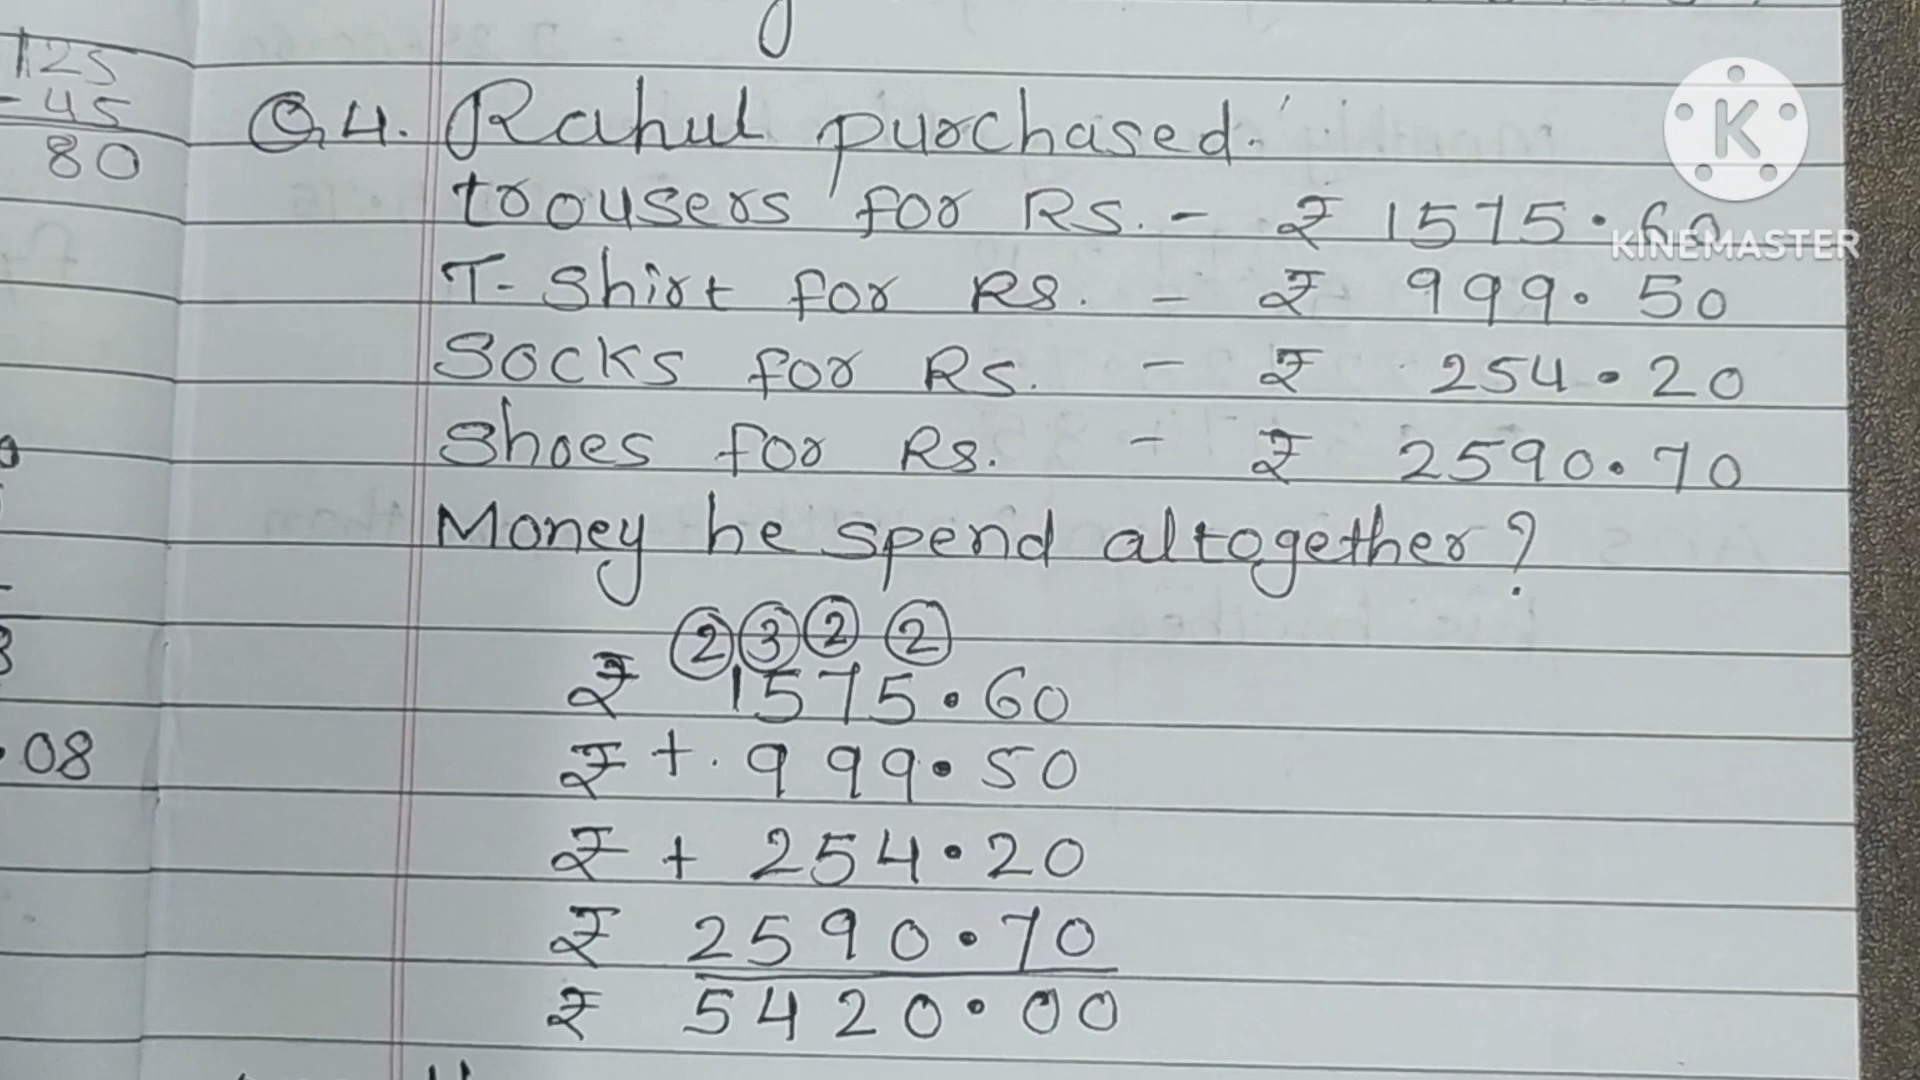 125
- 45
80
Q.4. Rahul purchased.
trousers for Rs. - ₹ 1575.60
T-Shirt for Rs. - ₹ 999.50
Socks for Rs. - ₹ 254.20
Shoes for Rs. - ₹ 2590.70
Money he spend altogether?
2 3 2 2
₹ 1575.60
₹ + 999.50
.08
₹ + 254.20
₹ 2590.70
₹ 5420.00
K
KINEMASTER